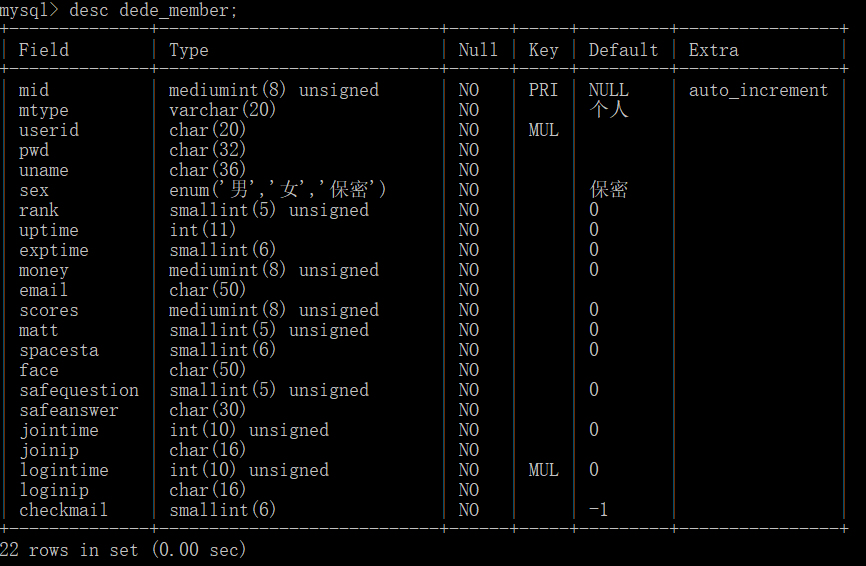 mysql> desc dede_member;
+--------------+-----------------------------+------+-----+---------+----------------+
| Field | Type | Null | Key | Default | Extra |
+--------------+-----------------------------+------+-----+---------+----------------+
| mid | mediumint(8) unsigned | NO | PRI | NULL | auto_increment |
| mtype | varchar(20) | NO | | 个人 | |
| userid | char(20) | NO | MUL | | |
| pwd | char(32) | NO | | | |
| uname | char(36) | NO | | | |
| sex | enum('男','女','保密') | NO | | 保密 | |
| rank | smallint(5) unsigned | NO | | 0 | |
| uptime | int(11) | NO | | 0 | |
| exptime | smallint(6) | NO | | 0 | |
| money | mediumint(8) unsigned | NO | | 0 | |
| email | char(50) | NO | | | |
| scores | mediumint(8) unsigned | NO | | 0 | |
| matt | smallint(5) unsigned | NO | | 0 | |
| spacesta | smallint(6) | NO | | 0 | |
| face | char(50) | NO | | | |
| safequestion | smallint(5) unsigned | NO | | 0 | |
| safeanswer | char(30) | NO | | | |
| jointime | int(10) unsigned | NO | | 0 | |
| joinip | char(16) | NO | | | |
| logintime | int(10) unsigned | NO | MUL | 0 | |
| loginip | char(16) | NO | | | |
| checkmail | smallint(6) | NO | | -1 | |
+--------------+-----------------------------+------+-----+---------+----------------+
22 rows in set (0.00 sec)